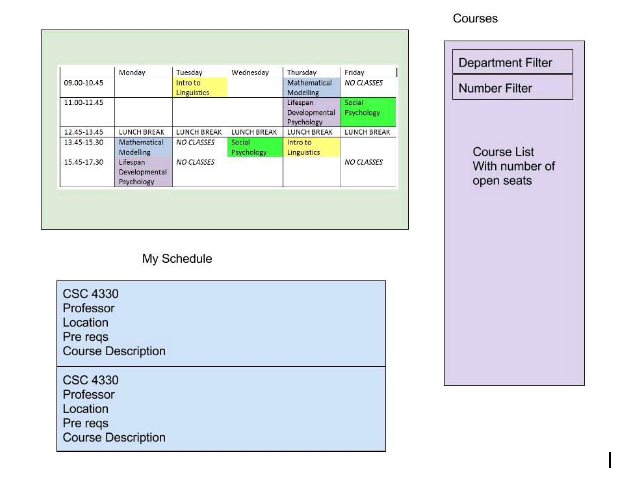 Courses
Monday Tuesday Wednesday Thursday Friday
09.00-10.45 Intro to Mathematical NO CLASSES
Linguistics Modelling
11.00-12.45 Lifespan Social
Developmental Psychology
Psychology
12.45-13.45 LUNCH BREAK LUNCH BREAK LUNCH BREAK LUNCH BREAK LUNCH BREAK
13.45-15.30 Mathematical NO CLASSES Social Intro to
Modelling Psychology Linguistics
15.45-17.30 Lifespan NO CLASSES NO CLASSES
Developmental
Psychology
Department Filter
Number Filter
Course List
With number of
open seats
My Schedule
CSC 4330
Professor
Location
Pre reqs
Course Description
CSC 4330
Professor
Location
Pre reqs
Course Description